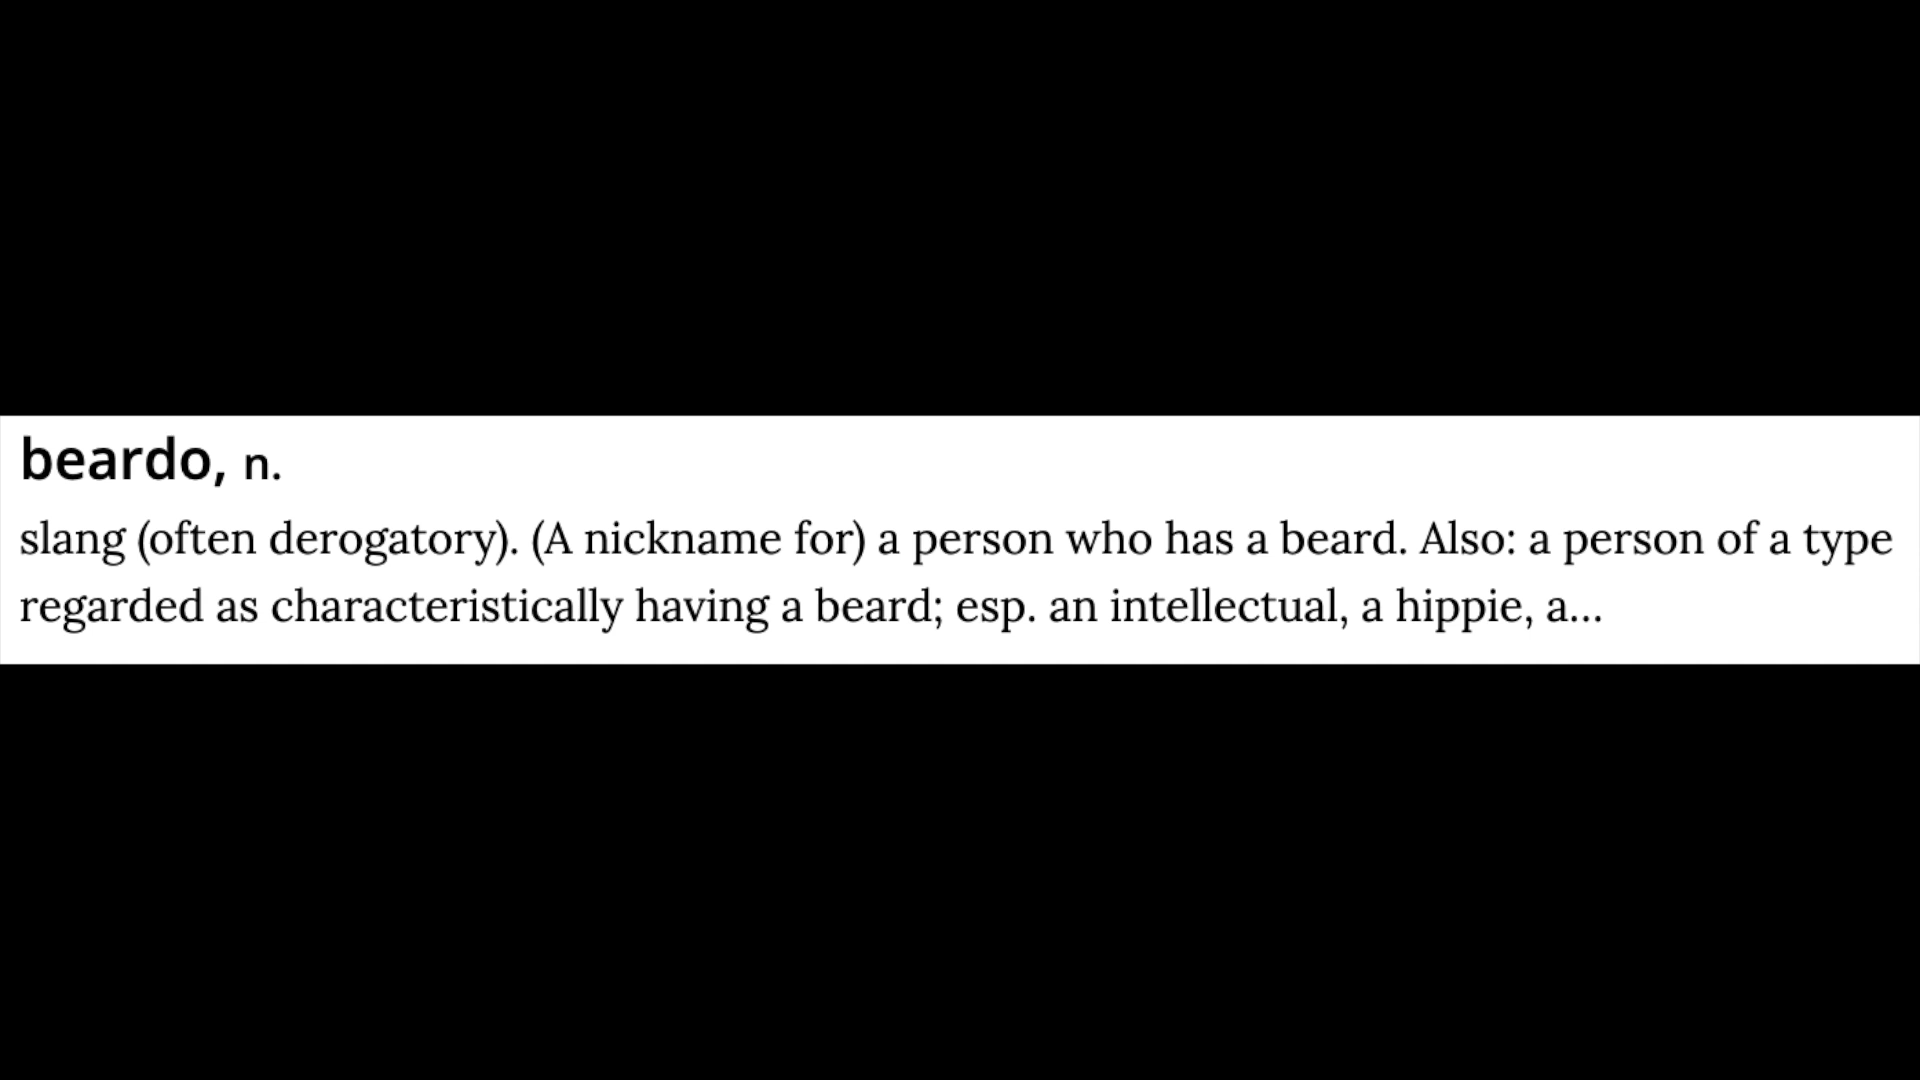 beardo, n.
slang (often derogatory). (A nickname for) a person who has a beard. Also: a person of a type
regarded as characteristically having a beard; esp. an intellectual, a hippie, a...